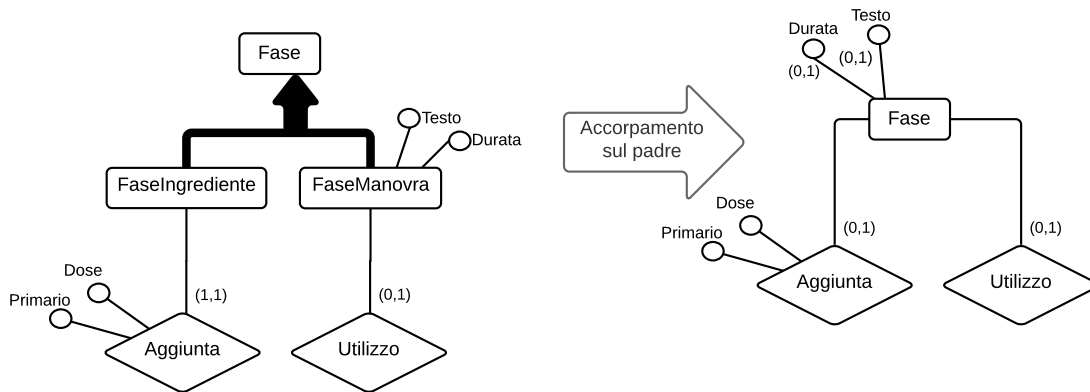 Fase
Testo
Durata
FaseIngrediente
FaseManovra
Dose
Primario
(1,1)
(0,1)
Aggiunta
Utilizzo
Accorpamento
sul padre
Testo
Durata
(0,1)
(0,1)
Fase
Dose
Primario
(0,1)
(0,1)
Aggiunta
Utilizzo